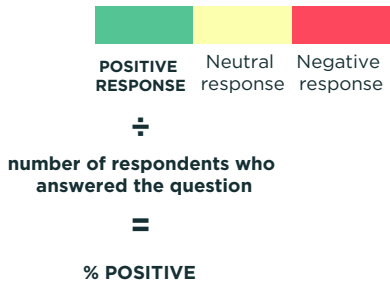 POSITIVE RESPONSE
Neutral response
Negative response
÷
number of respondents who
answered the question
=
% POSITIVE